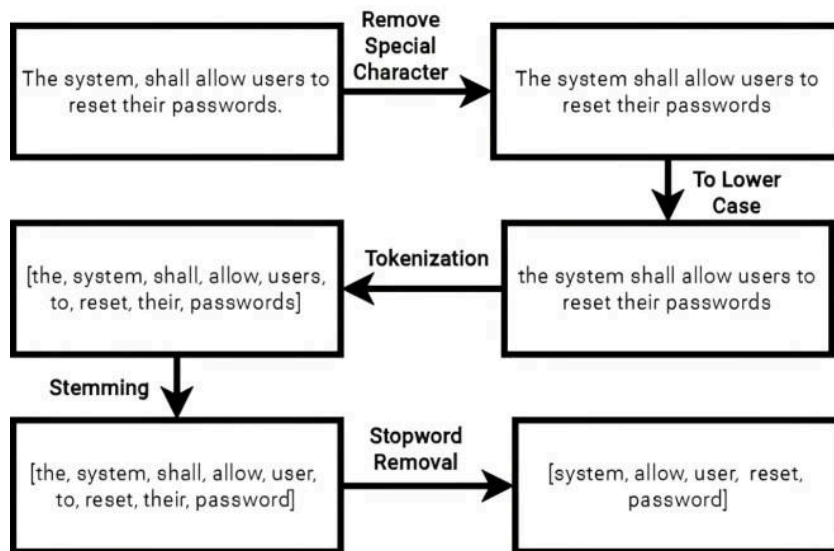 The system, shall allow users to
reset their passwords.
Remove
Special
Character
The system shall allow users to
reset their passwords
To Lower
Case
the system shall allow users to
reset their passwords
Tokenization
[the, system, shall, allow, users,
to, reset, their, passwords]
Stemming
[the, system, shall, allow, user,
to, reset, their, password]
Stopword
Removal
[system, allow, user, reset,
password]